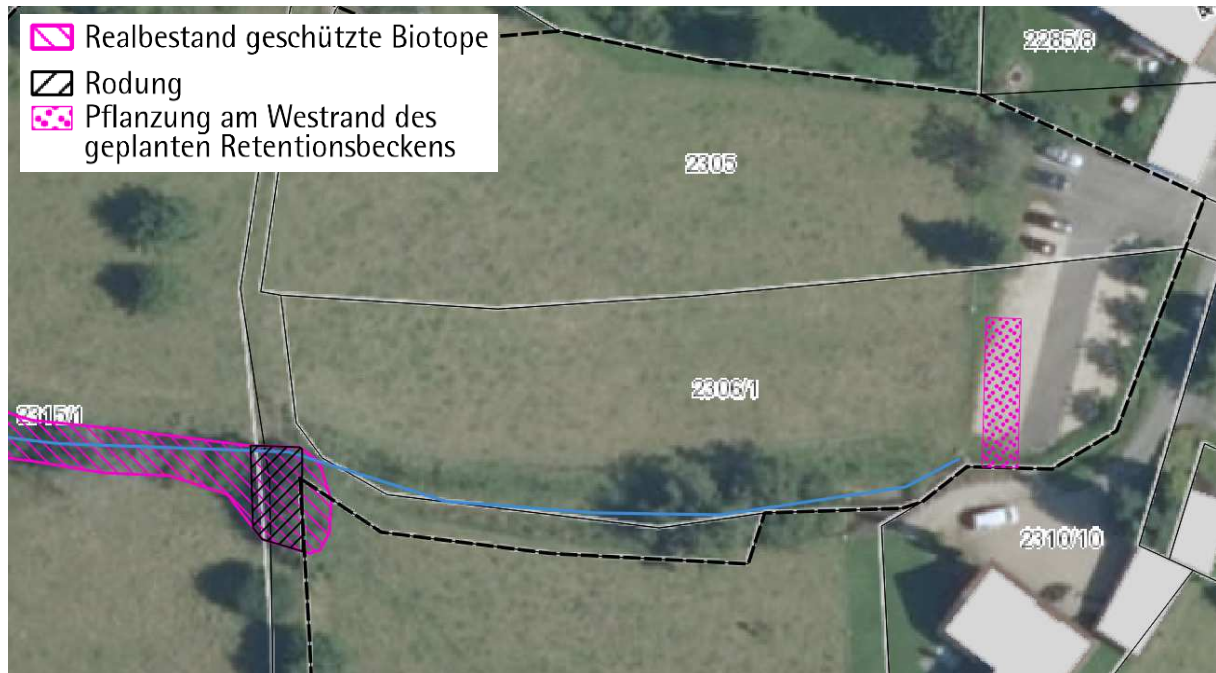 Realbestand geschützte Biotope
Rodung
Pflanzung am Westrand des
geplanten Retentionsbeckens
2285/8
2305
2306/1
2315/1
2310/10